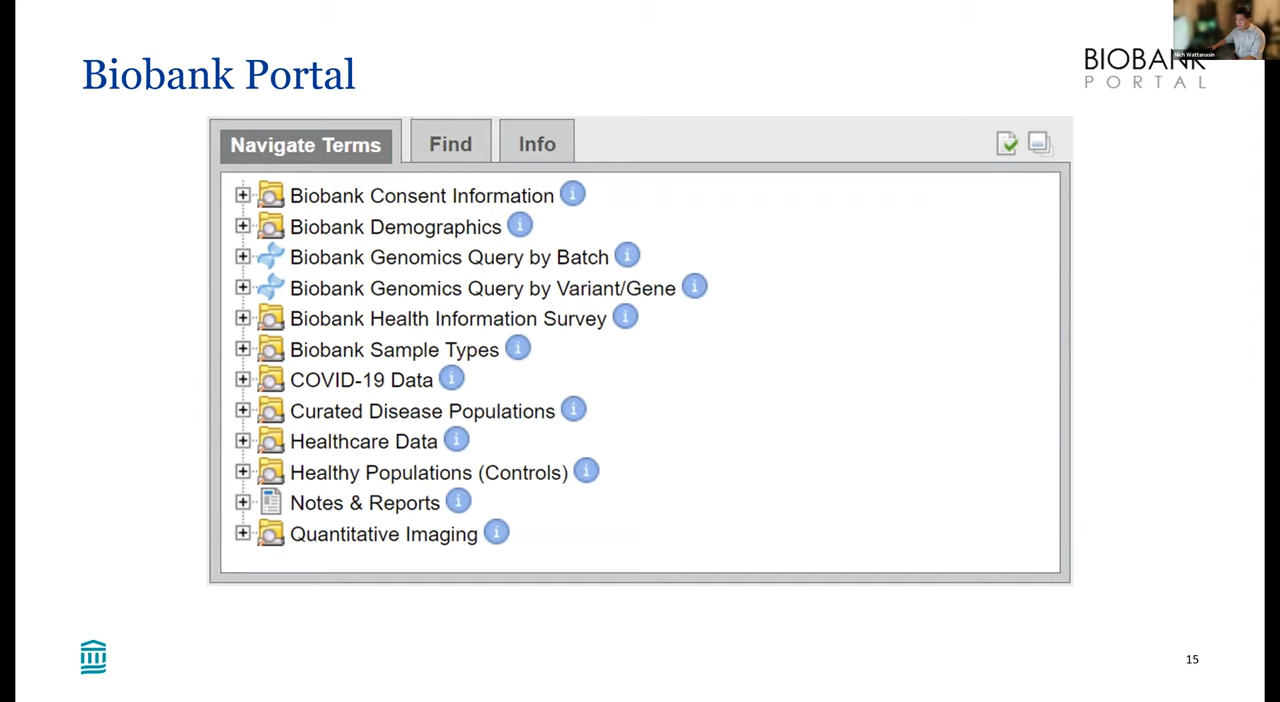 Biobank Portal
BIOBANK
PORTAL
Nich Wattanasin
Navigate Terms
Find
Info
Biobank Consent Information
Biobank Demographics
Biobank Genomics Query by Batch
Biobank Genomics Query by Variant/Gene
Biobank Health Information Survey
Biobank Sample Types
COVID-19 Data
Curated Disease Populations
Healthcare Data
Healthy Populations (Controls)
Notes & Reports
Quantitative Imaging
15